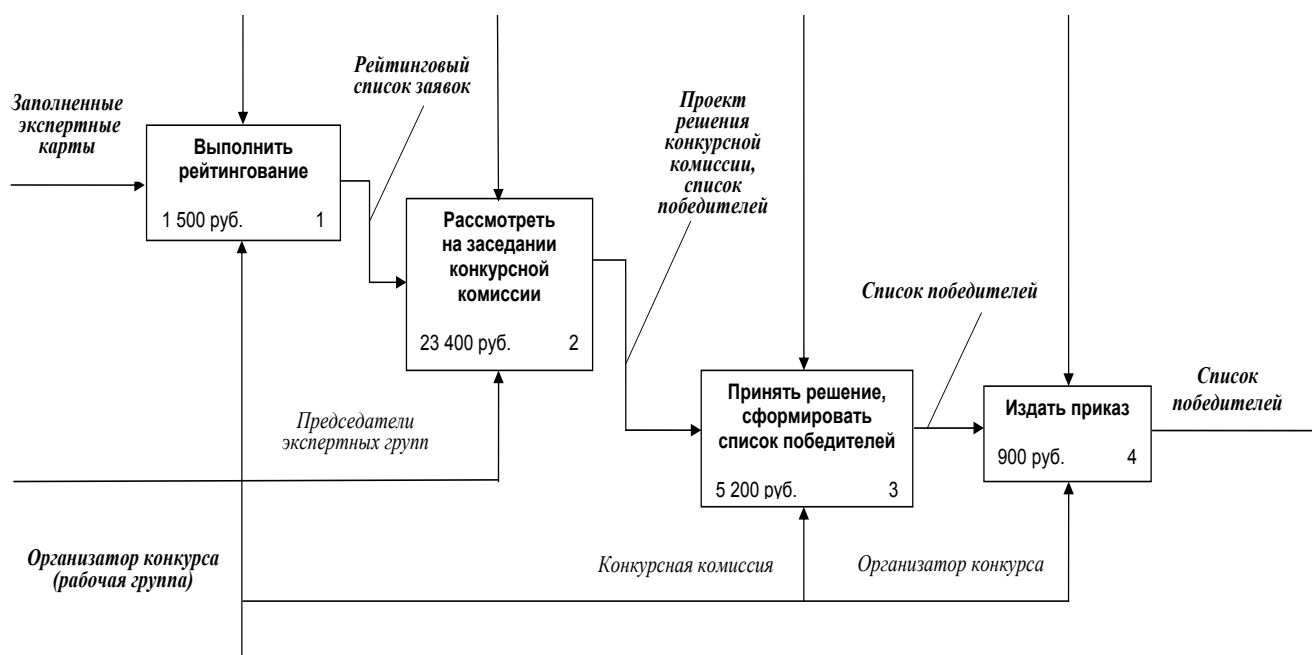 Заполненные
экспертные
карты
Выполнить
рейтингование
1 500 руб. 1
Рейтинговый
список заявок
Рассмотреть
на заседании
конкурсной
комиссии
23 400 руб. 2
Проект
решения
конкурсной
комиссии,
список
победителей
Принять решение,
сформировать
список победителей
5 200 руб. 3
Список победителей
Издать приказ
900 руб. 4
Список
победителей
Председатели
экспертных групп
Организатор конкурса
(рабочая группа)
Конкурсная комиссия
Организатор конкурса